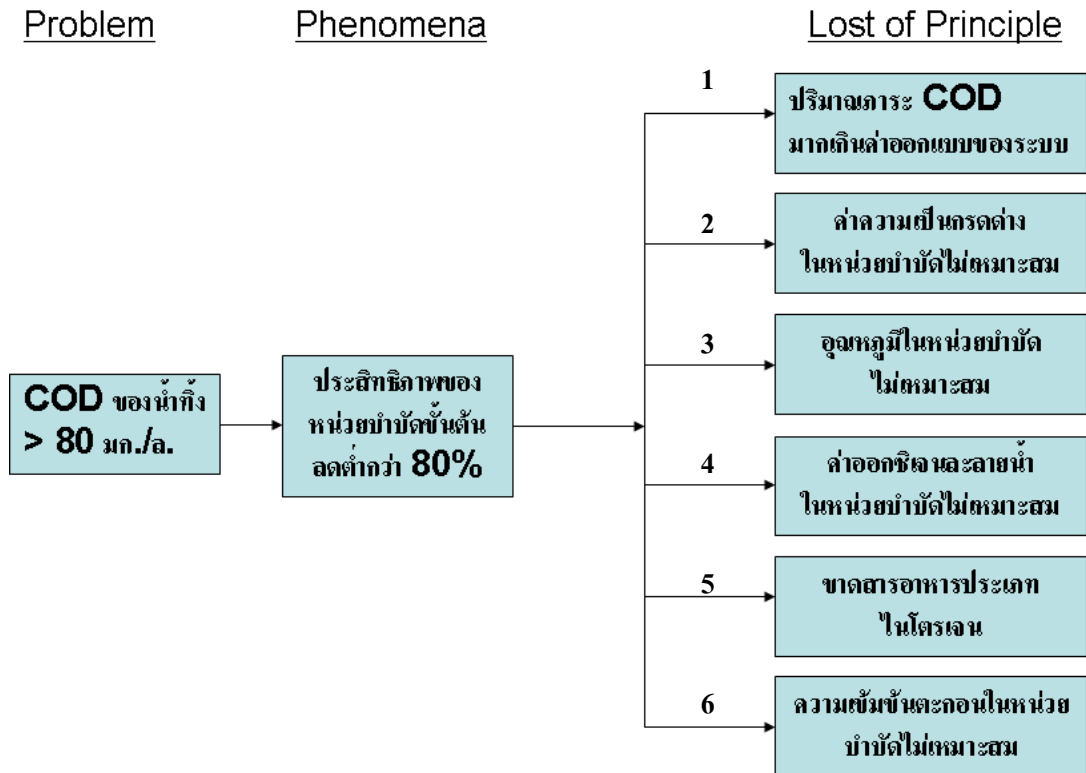 Problem
Phenomena
Lost of Principle
COD ของน้ำทิ้ง
> 80 มก./ล.
ประสิทธิภาพของ
หน่วยบำบัดขั้นต้น
ลดต่ำกว่า 80%
1
ปริมาณภาระ COD
มากเกินค่าออกแบบของระบบ
2
ค่าความเป็นกรดด่าง
ในหน่วยบำบัดไม่เหมาะสม
3
อุณหภูมิในหน่วยบำบัด
ไม่เหมาะสม
4
ค่าออกซิเจนละลายน้ำ
ในหน่วยบำบัดไม่เหมาะสม
5
ขาดสารอาหารประเภท
ไนโตรเจน
6
ความเข้มข้นตะกอนในหน่วย
บำบัดไม่เหมาะสม